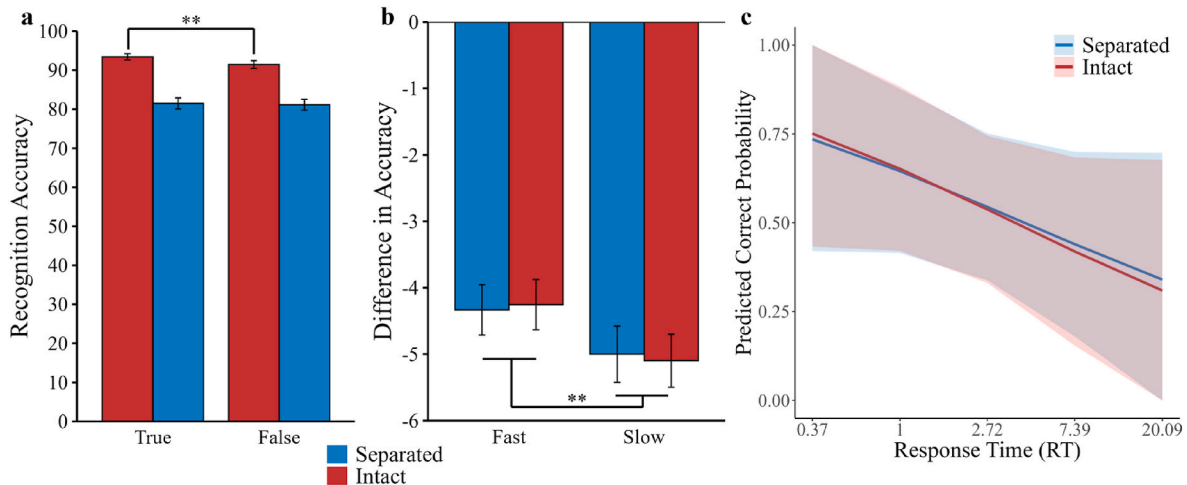 a
**
Recognition Accuracy
100
90
80
70
60
50
40
30
20
10
0
True
False
b
Difference in Accuracy
0
-1
-2
-3
-4
-5
-6
**
Fast
Slow
Separated
Intact
c
Separated
Intact
Predicted Correct Probability
1.00
0.75
0.50
0.25
0.00
0.37
1
2.72
7.39
20.09
Response Time (RT)